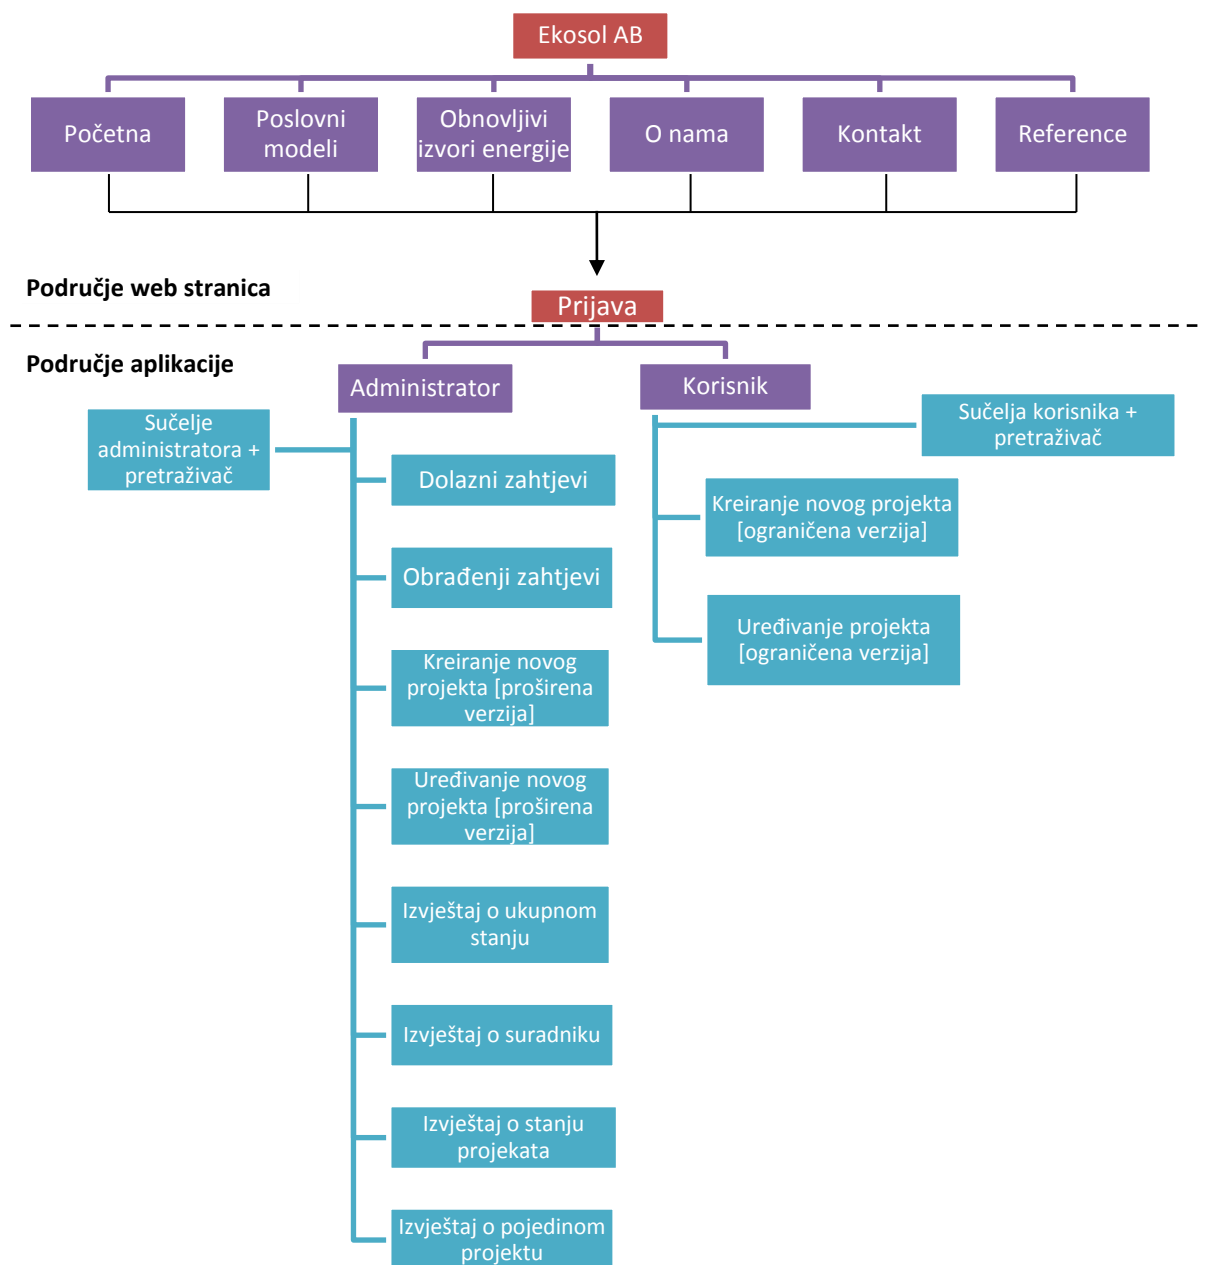 Ekosol AB
Početna
Poslovni
modeli
Obnovljivi
izvori energije
O nama
Kontakt
Reference
Područje web stranica
Prijava
Područje aplikacije
Administrator
Korisnik
Sučelje
administratora +
pretraživač
Sučelja korisnika +
pretraživač
Dolazni zahtjevi
Kreiranje novog projekta
[ograničena verzija]
Obrađenji zahtjevi
Uređivanje projekta
[ograničena verzija]
Kreiranje novog
projekta [proširena
verzija]
Uređivanje novog
projekta [proširena
verzija]
Izvještaj o ukupnom
stanju
Izvještaj o suradniku
Izvještaj o stanju
projekata
Izvještaj o pojedinom
projektu